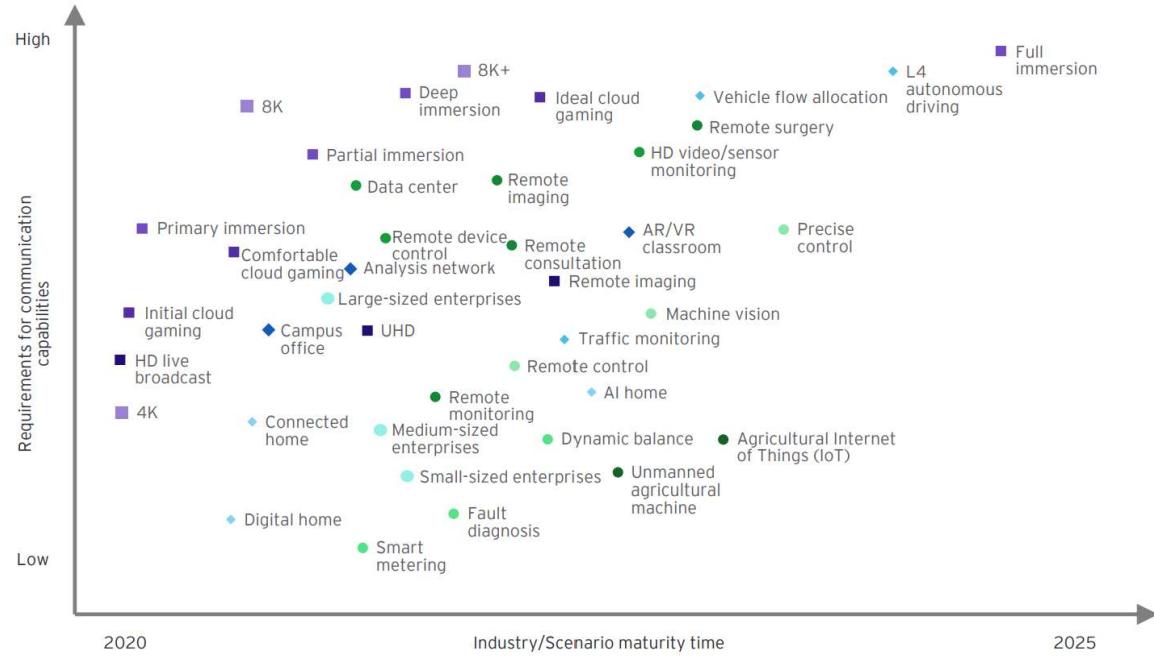 High
Full
immersion
8K+
L4
autonomous
driving
Deep
immersion
Ideal cloud
gaming
Vehicle flow allocation
8K
Remote surgery
Partial immersion
HD video/sensor
monitoring
Data center
Remote
imaging
Primary immersion
AR/VR
classroom
Precise
control
Remote device
control
Remote
consultation
Comfortable
cloud gaming
Analysis network
Remote imaging
Large-sized enterprises
Initial cloud
gaming
Machine vision
Campus
office
UHD
Traffic monitoring
HD live
broadcast
Remote control
AI home
4K
Remote
monitoring
Connected
home
Medium-sized
enterprises
Dynamic balance
Agricultural Internet
of Things (IoT)
Small-sized enterprises
Unmanned
agricultural
machine
Digital home
Fault
diagnosis
Smart
metering
Low
Requirements for communication
capabilities
2020
Industry/Scenario maturity time
2025